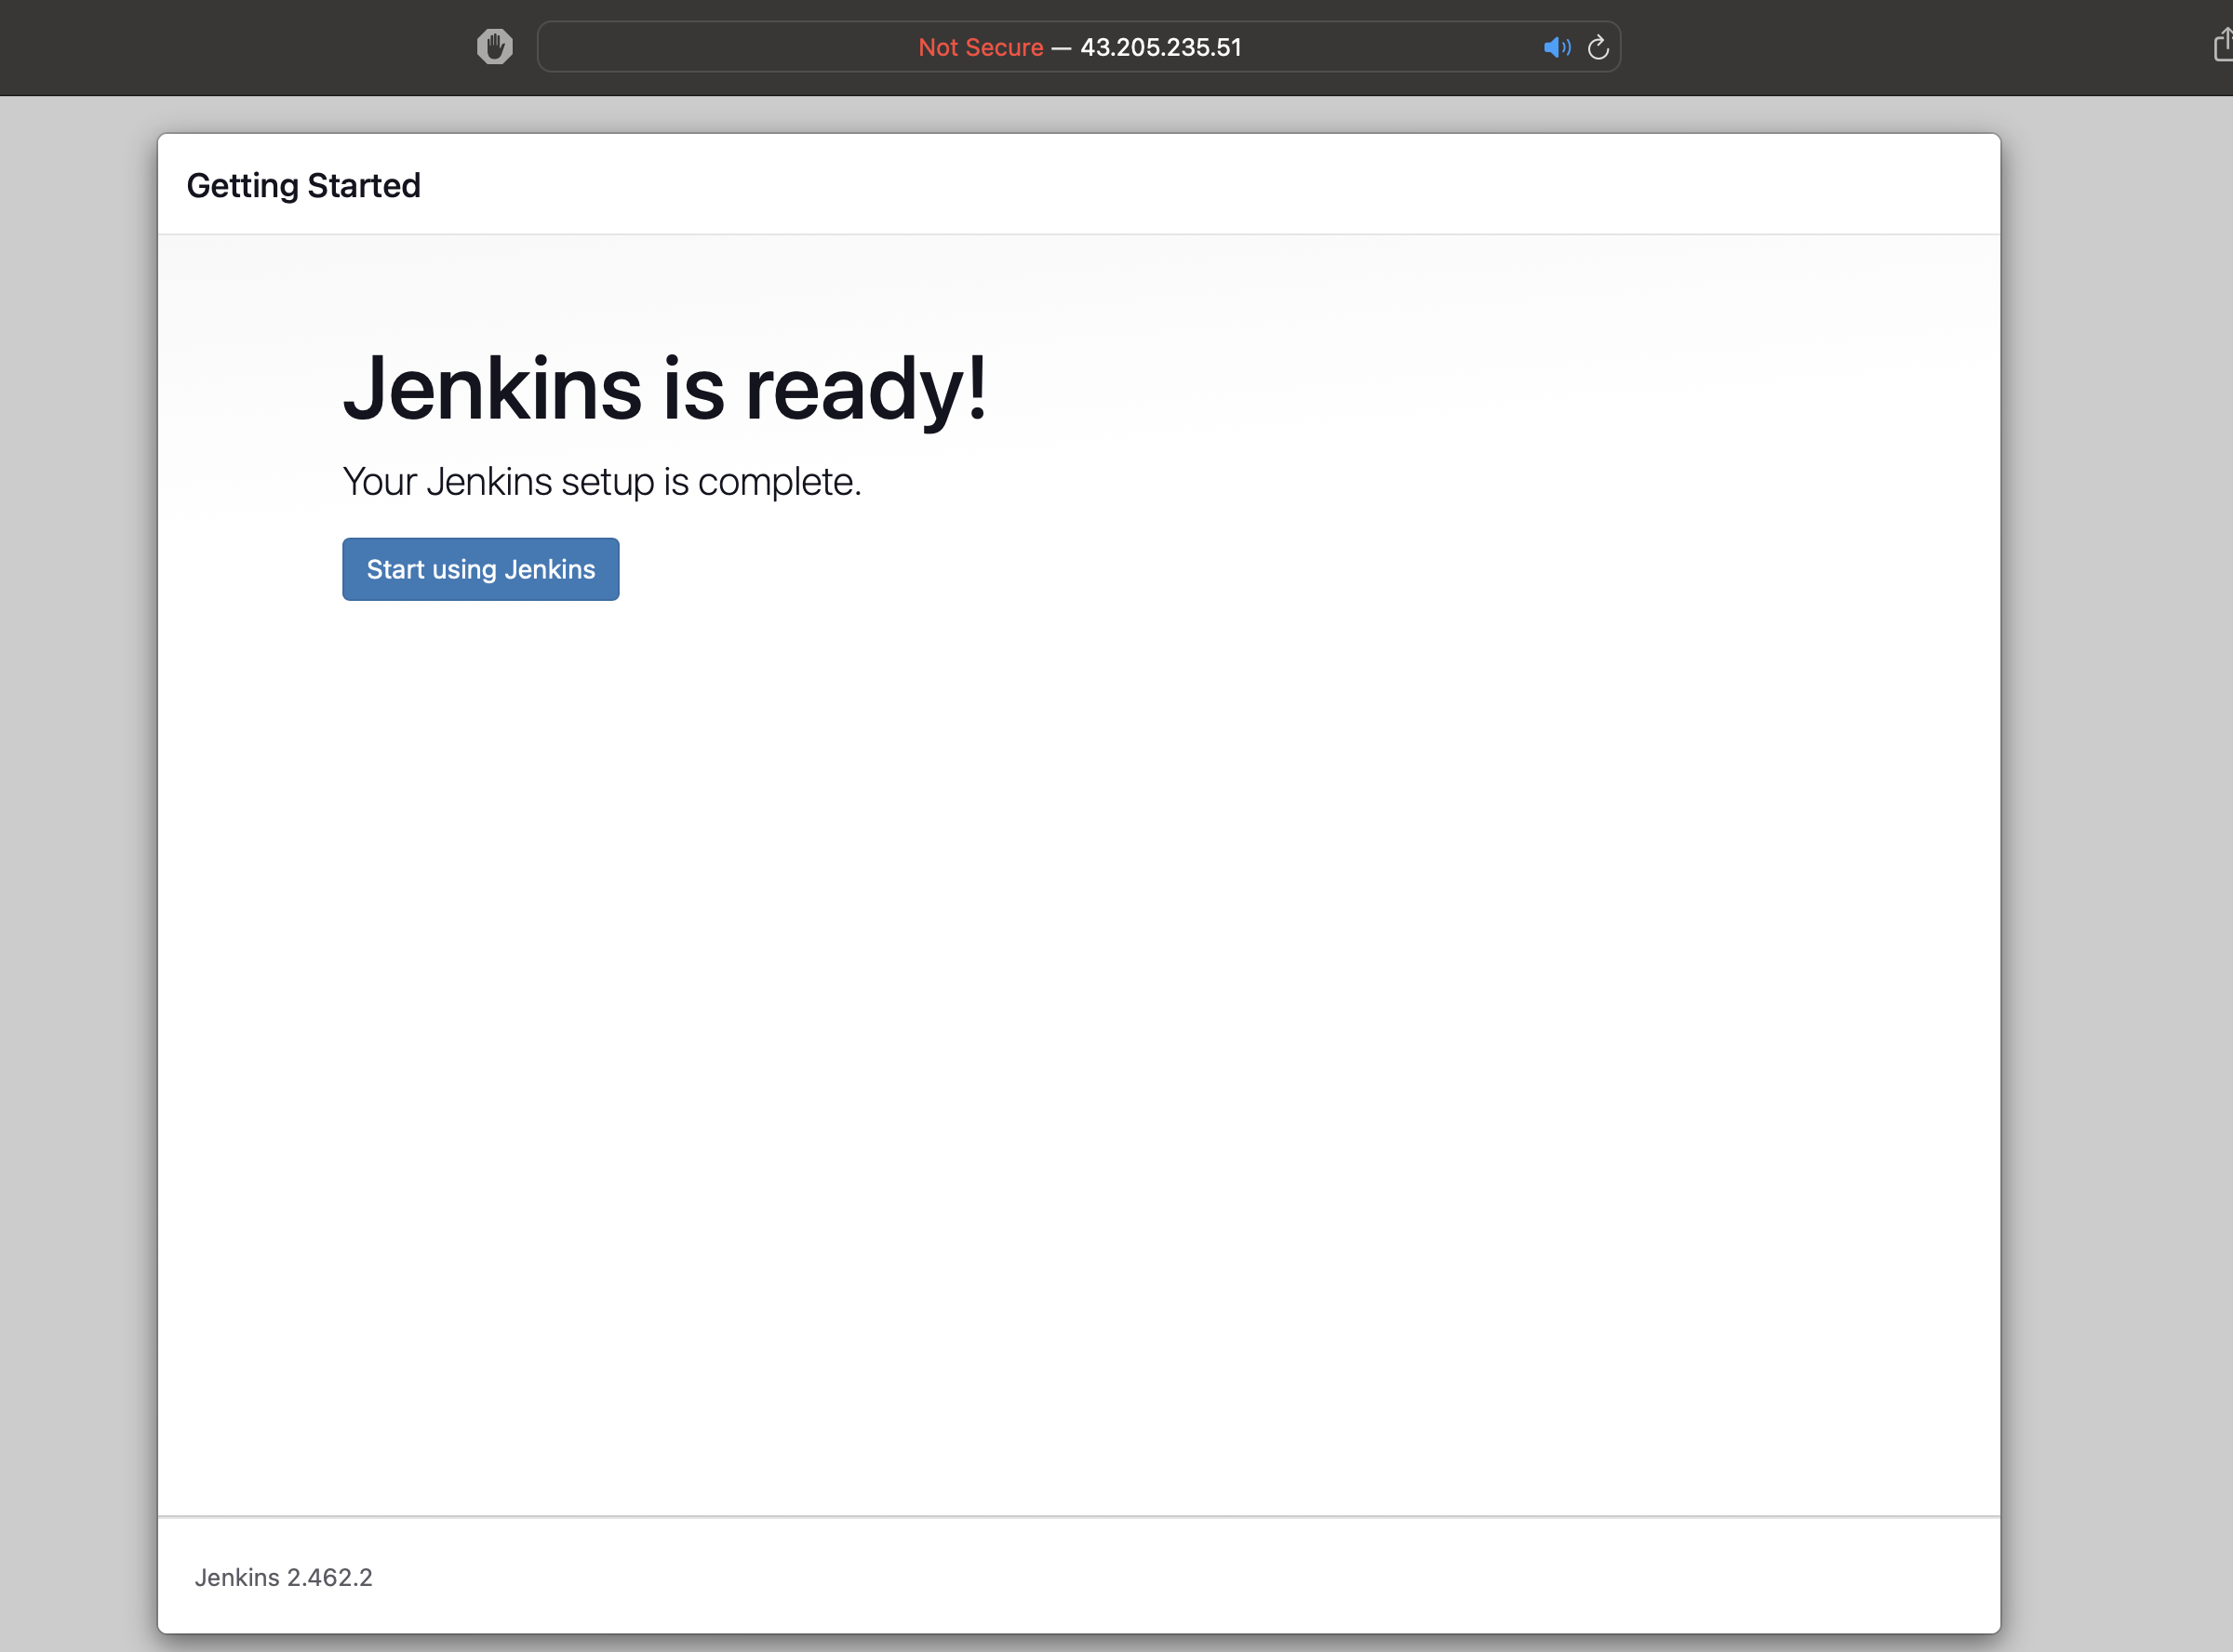 Not Secure — 43.205.235.51
Getting Started
Jenkins is ready!
Your Jenkins setup is complete.
Start using Jenkins
Jenkins 2.462.2